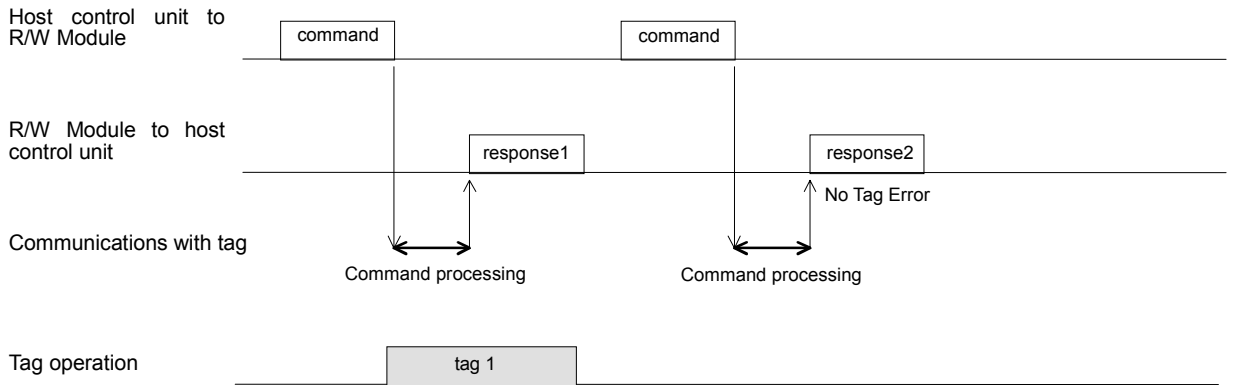 Host control unit to
R/W Module
command
command
R/W Module to host
control unit
response1
response2
No Tag Error
Communications with tag
Command processing
Command processing
Tag operation
tag 1